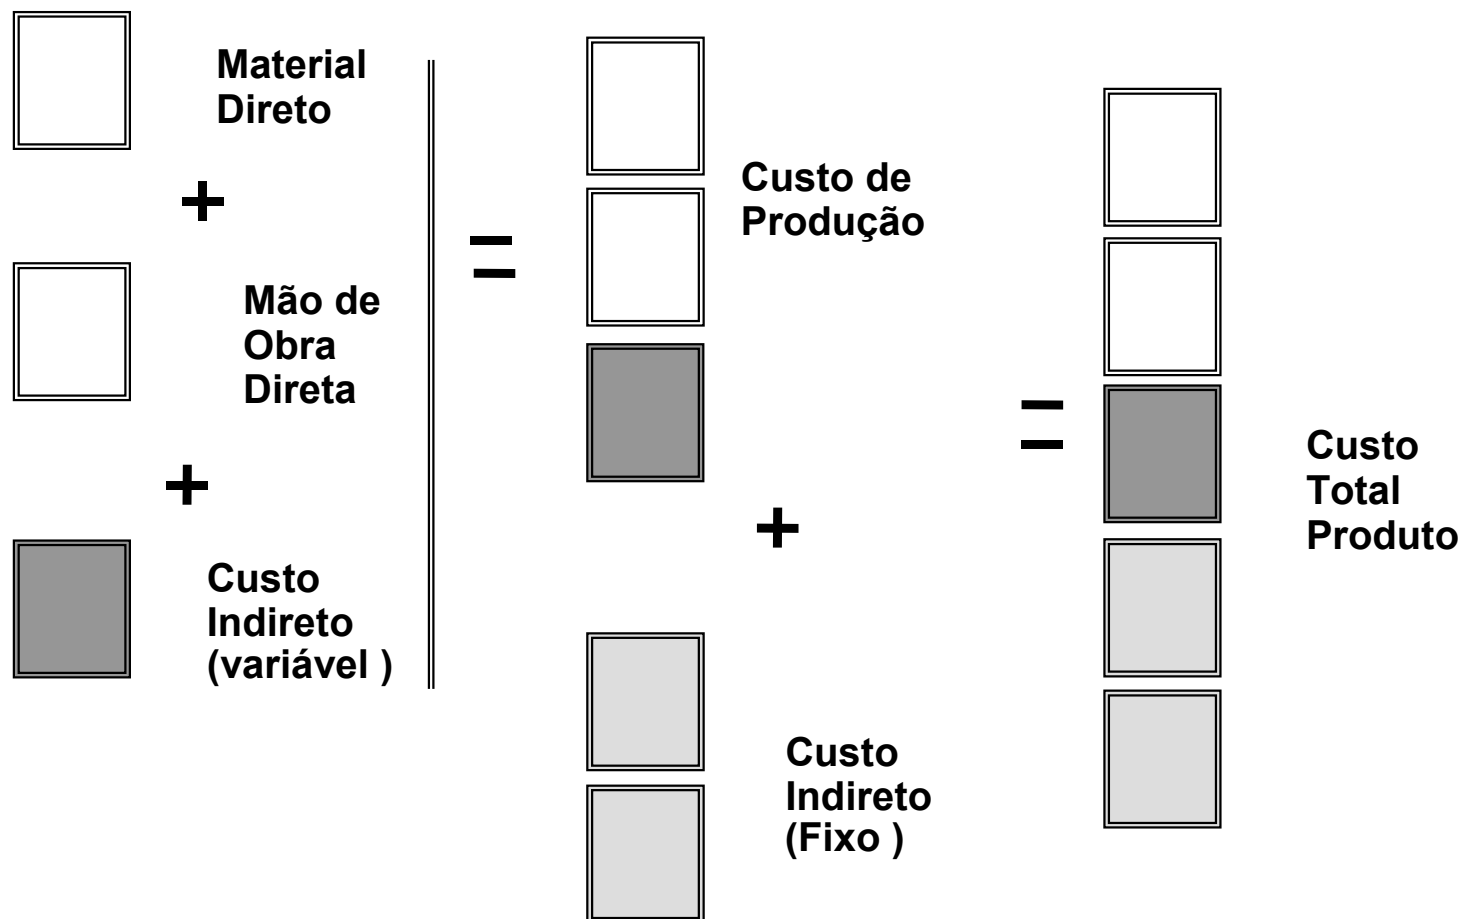 Material
Direto
+
Mão de
Obra
Direta
+
Custo
Indireto
(variável )
=
Custo de
Produção
+
Custo
Indireto
(Fixo )
=
Custo
Total
Produto